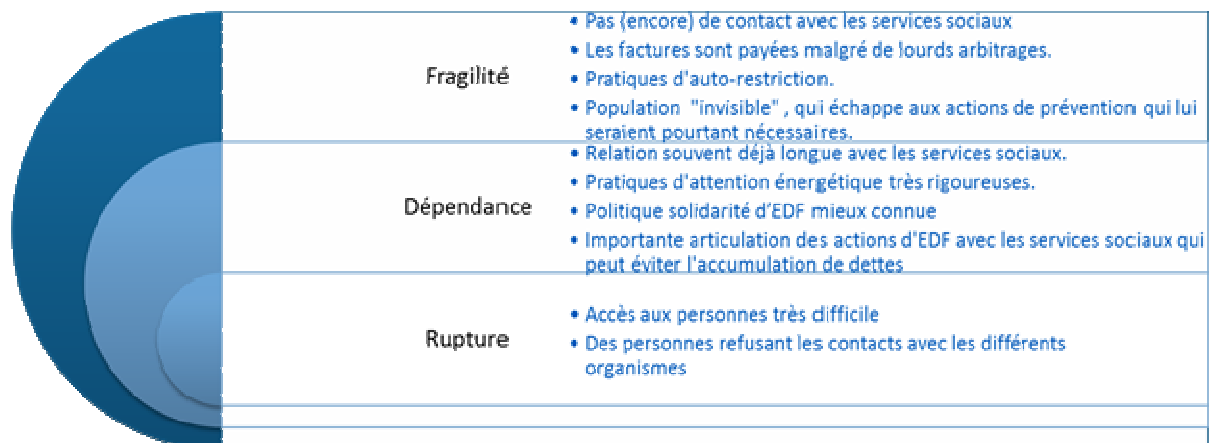 Fragilité
• Pas (encore) de contact avec les services sociaux
• Les factures sont payées malgré de lourds arbitrages.
• Pratiques d'auto-restriction.
• Population "invisible" , qui échappe aux actions de prévention qui lui
seraient pourtant nécessaires.
Dépendance
• Relation souvent déjà longue avec les services sociaux.
• Pratiques d'attention énergétique très rigoureuses.
• Politique solidarité d'EDF mieux connue
• Importante articulation des actions d'EDF avec les services sociaux qui
peut éviter l'accumulation de dettes
Rupture
• Accès aux personnes très difficile
• Des personnes refusant les contacts avec les différents
organismes